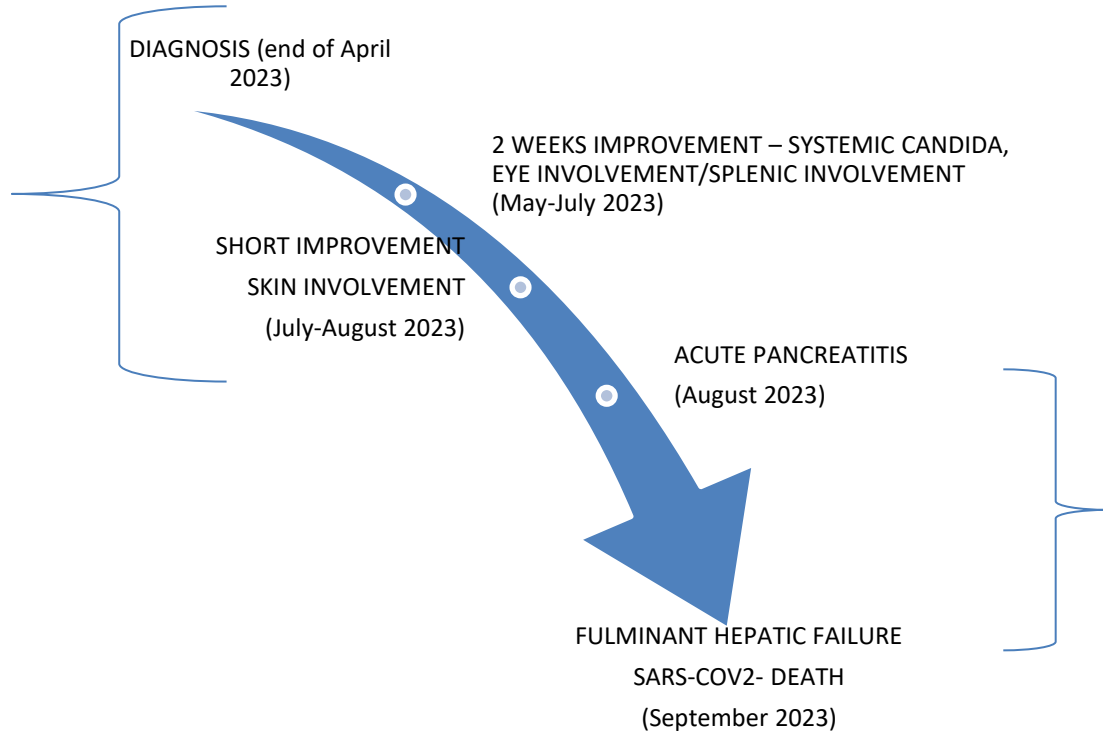 DIAGNOSIS (end of April
2023)
2 WEEKS IMPROVEMENT – SYSTEMIC CANDIDA,
EYE INVOLVEMENT/SPLENIC INVOLVEMENT
(May-July 2023)
SHORT IMPROVEMENT
SKIN INVOLVEMENT
(July-August 2023)
ACUTE PANCREATITIS
(August 2023)
FULMINANT HEPATIC FAILURE
SARS-COV2- DEATH
(September 2023)